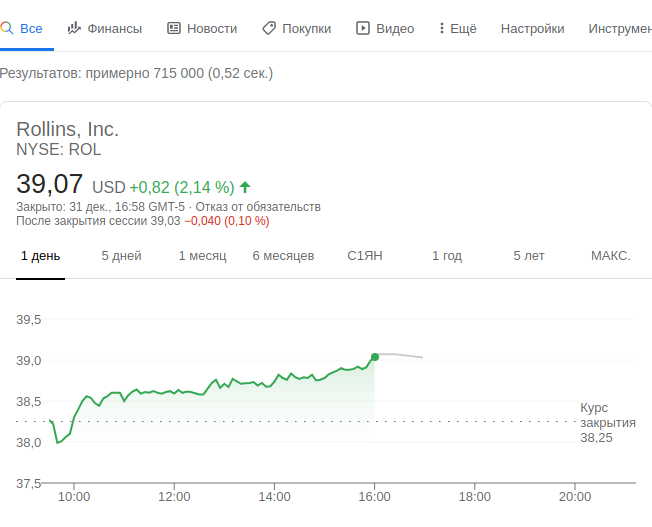 Все Финансы Новости Покупки Видео Ещё Настройки Инструмен
Результатов: примерно 715 000 (0,52 сек.)
Rollins, Inc.
NYSE: ROL
39,07 USD +0,82 (2,14 %)
Закрыто: 31 дек., 16:58 GMT-5 · Отказ от обязательств
После закрытия сессии 39,03 −0,040 (0,10 %)
1 день 5 дней 1 месяц 6 месяцев С1ЯН 1 год 5 лет МАКС.
39,5
39,0
38,5
Курс
закрытия
38,25
38,0
37,5
10:00 12:00 14:00 16:00 18:00 20:00